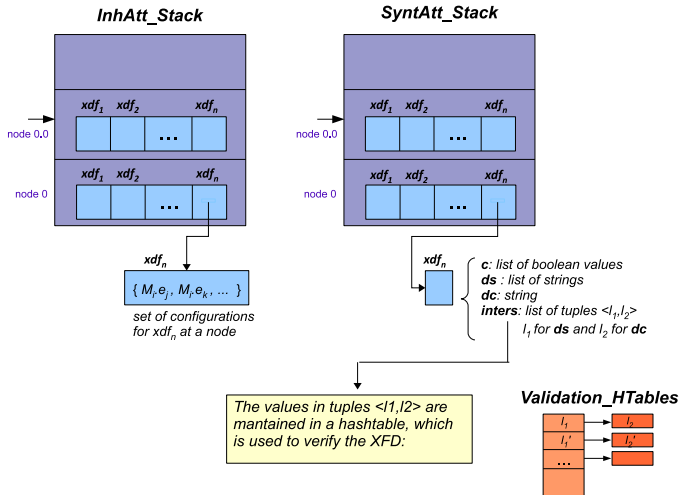 InhAtt_Stack
SyntAtt_Stack
xdf1 xdf2 xdfn
node 0.0
...
xdf1 xdf2 xdfn
node 0
...
xdf1 xdf2 xdfn
node 0.0
...
xdf1 xdf2 xdfn
node 0
...
xdfn
{ Mi.ej, Mi.ek, ... }
set of configurations
for xdfn at a node
xdfn
c: list of boolean values
ds : list of strings
dc: string
inters: list of tuples <l1,l2>
l1 for ds and l2 for dc
The values in tuples <l1,l2> are
mantained in a hashtable, which
is used to verify the XFD:
Validation_HTables
l1 l2
l1' l2'
...